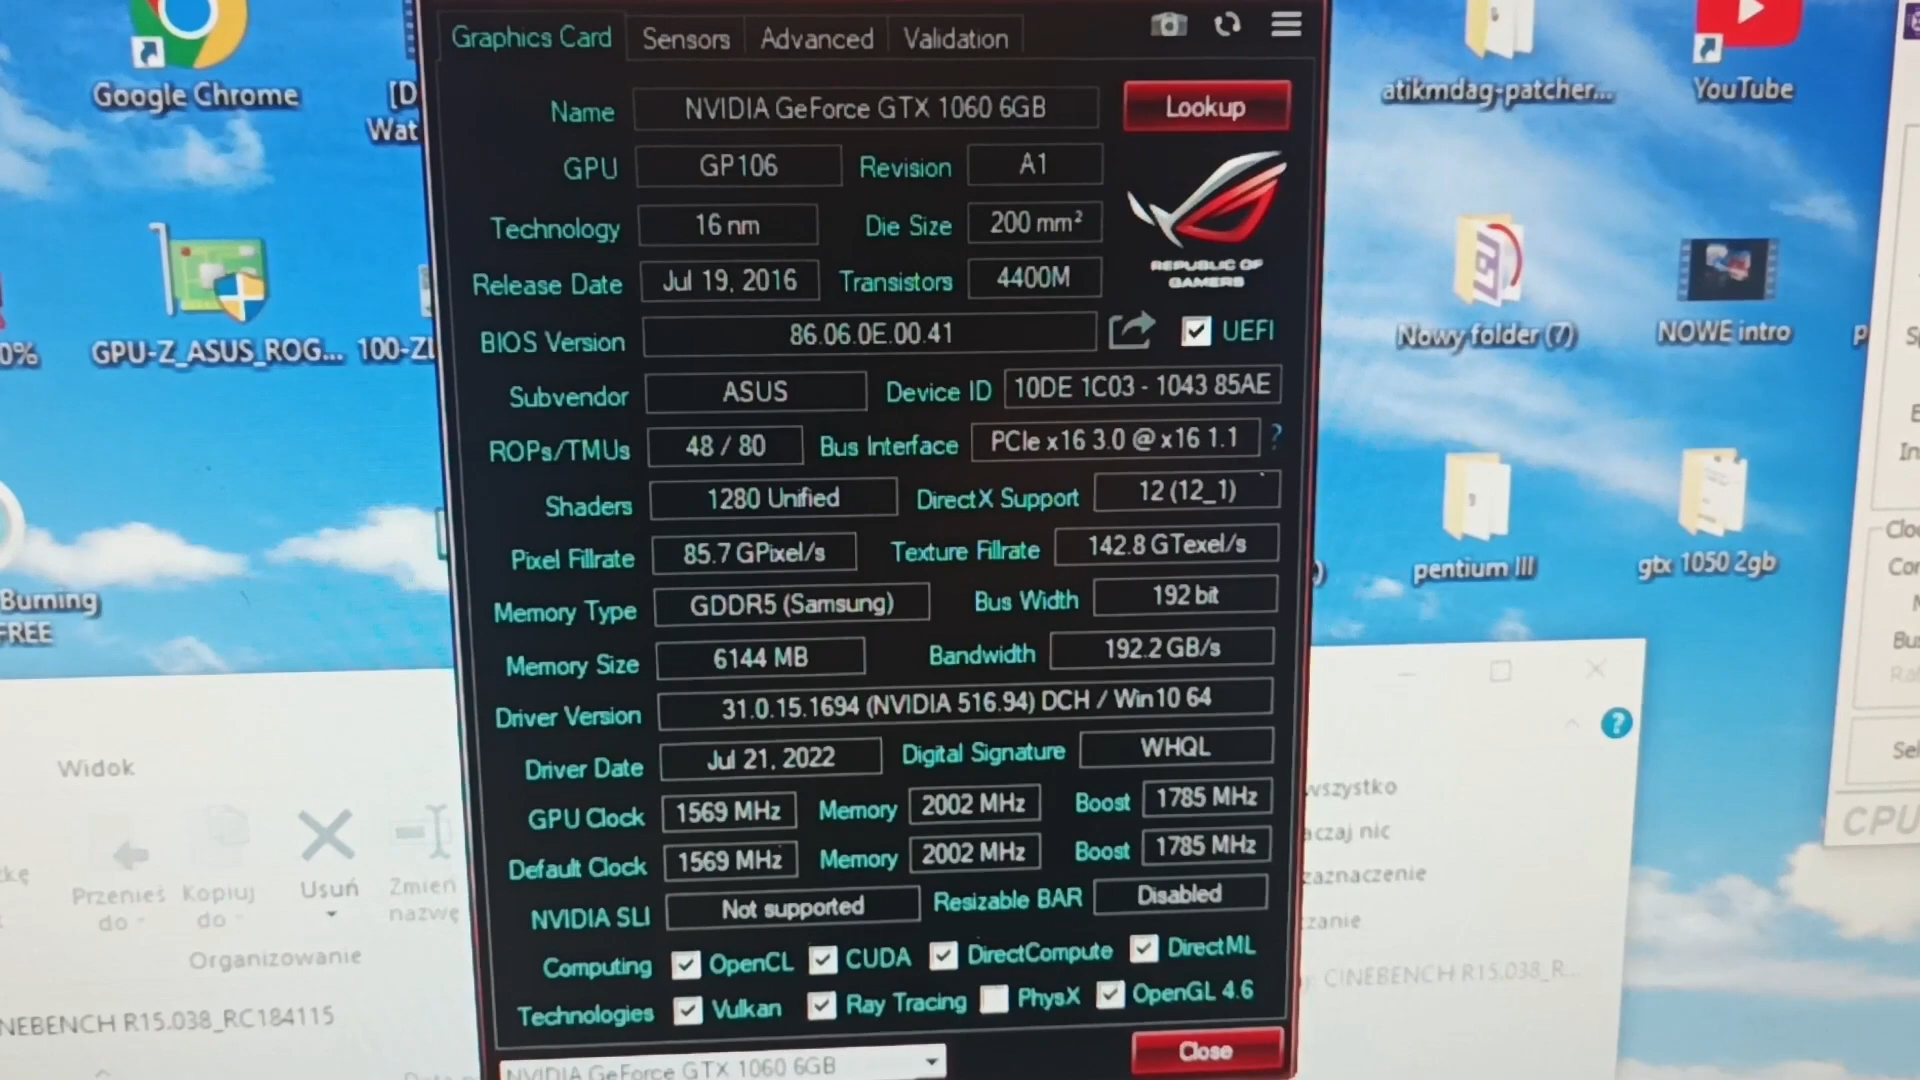 Graphics Card Sensors Advanced Validation
Google Chrome
[D
Wat
Name NVIDIA GeForce GTX 1060 6GB Lookup
GPU GP106 Revision A1
Technology 16 nm Die Size 200 mm²
Release Date Jul 19, 2016 Transistors 4400M
REPUBLIC OF
GAMERS
BIOS Version 86.06.0E.00.41 UEFI
Subvendor ASUS Device ID 10DE 1C03 - 1043 85AE
ROPs/TMUs 48 / 80 Bus Interface PCIe x16 3.0 @ x16 1.1 ?
Shaders 1280 Unified DirectX Support 12 (12_1)
Pixel Fillrate 85.7 GPixel/s Texture Fillrate 142.8 GTexel/s
Memory Type GDDR5 (Samsung) Bus Width 192 bit
Memory Size 6144 MB Bandwidth 192.2 GB/s
Driver Version 31.0.15.1694 (NVIDIA 516.94) DCH / Win10 64
Driver Date Jul 21, 2022 Digital Signature WHQL
GPU Clock 1569 MHz Memory 2002 MHz Boost 1785 MHz
Default Clock 1569 MHz Memory 2002 MHz Boost 1785 MHz
NVIDIA SLI Not supported Resizable BAR Disabled
Computing OpenCL CUDA DirectCompute DirectML
Technologies Vulkan Ray Tracing PhysX OpenGL 4.6
NVIDIA GeForce GTX 1060 6GB Close
0%
GPU-Z_ASUS_ROG...
100-ZI
Burning
FREE
Widok
Przenieś
do
Kopiuj
do
Usuń
Zmień
nazwę
Organizowanie
NEBENCH R15.038_RC184115
atikmdag-patcher...
YouTube
Nowy folder (7)
NOWE intro
p
pentium III
gtx 1050 2gb
?
wszystko
aczaj nic
zaznaczenie
zanie
CINEBENCH R15.038_R...
Clo
Cor
Bus
Sel
CPU